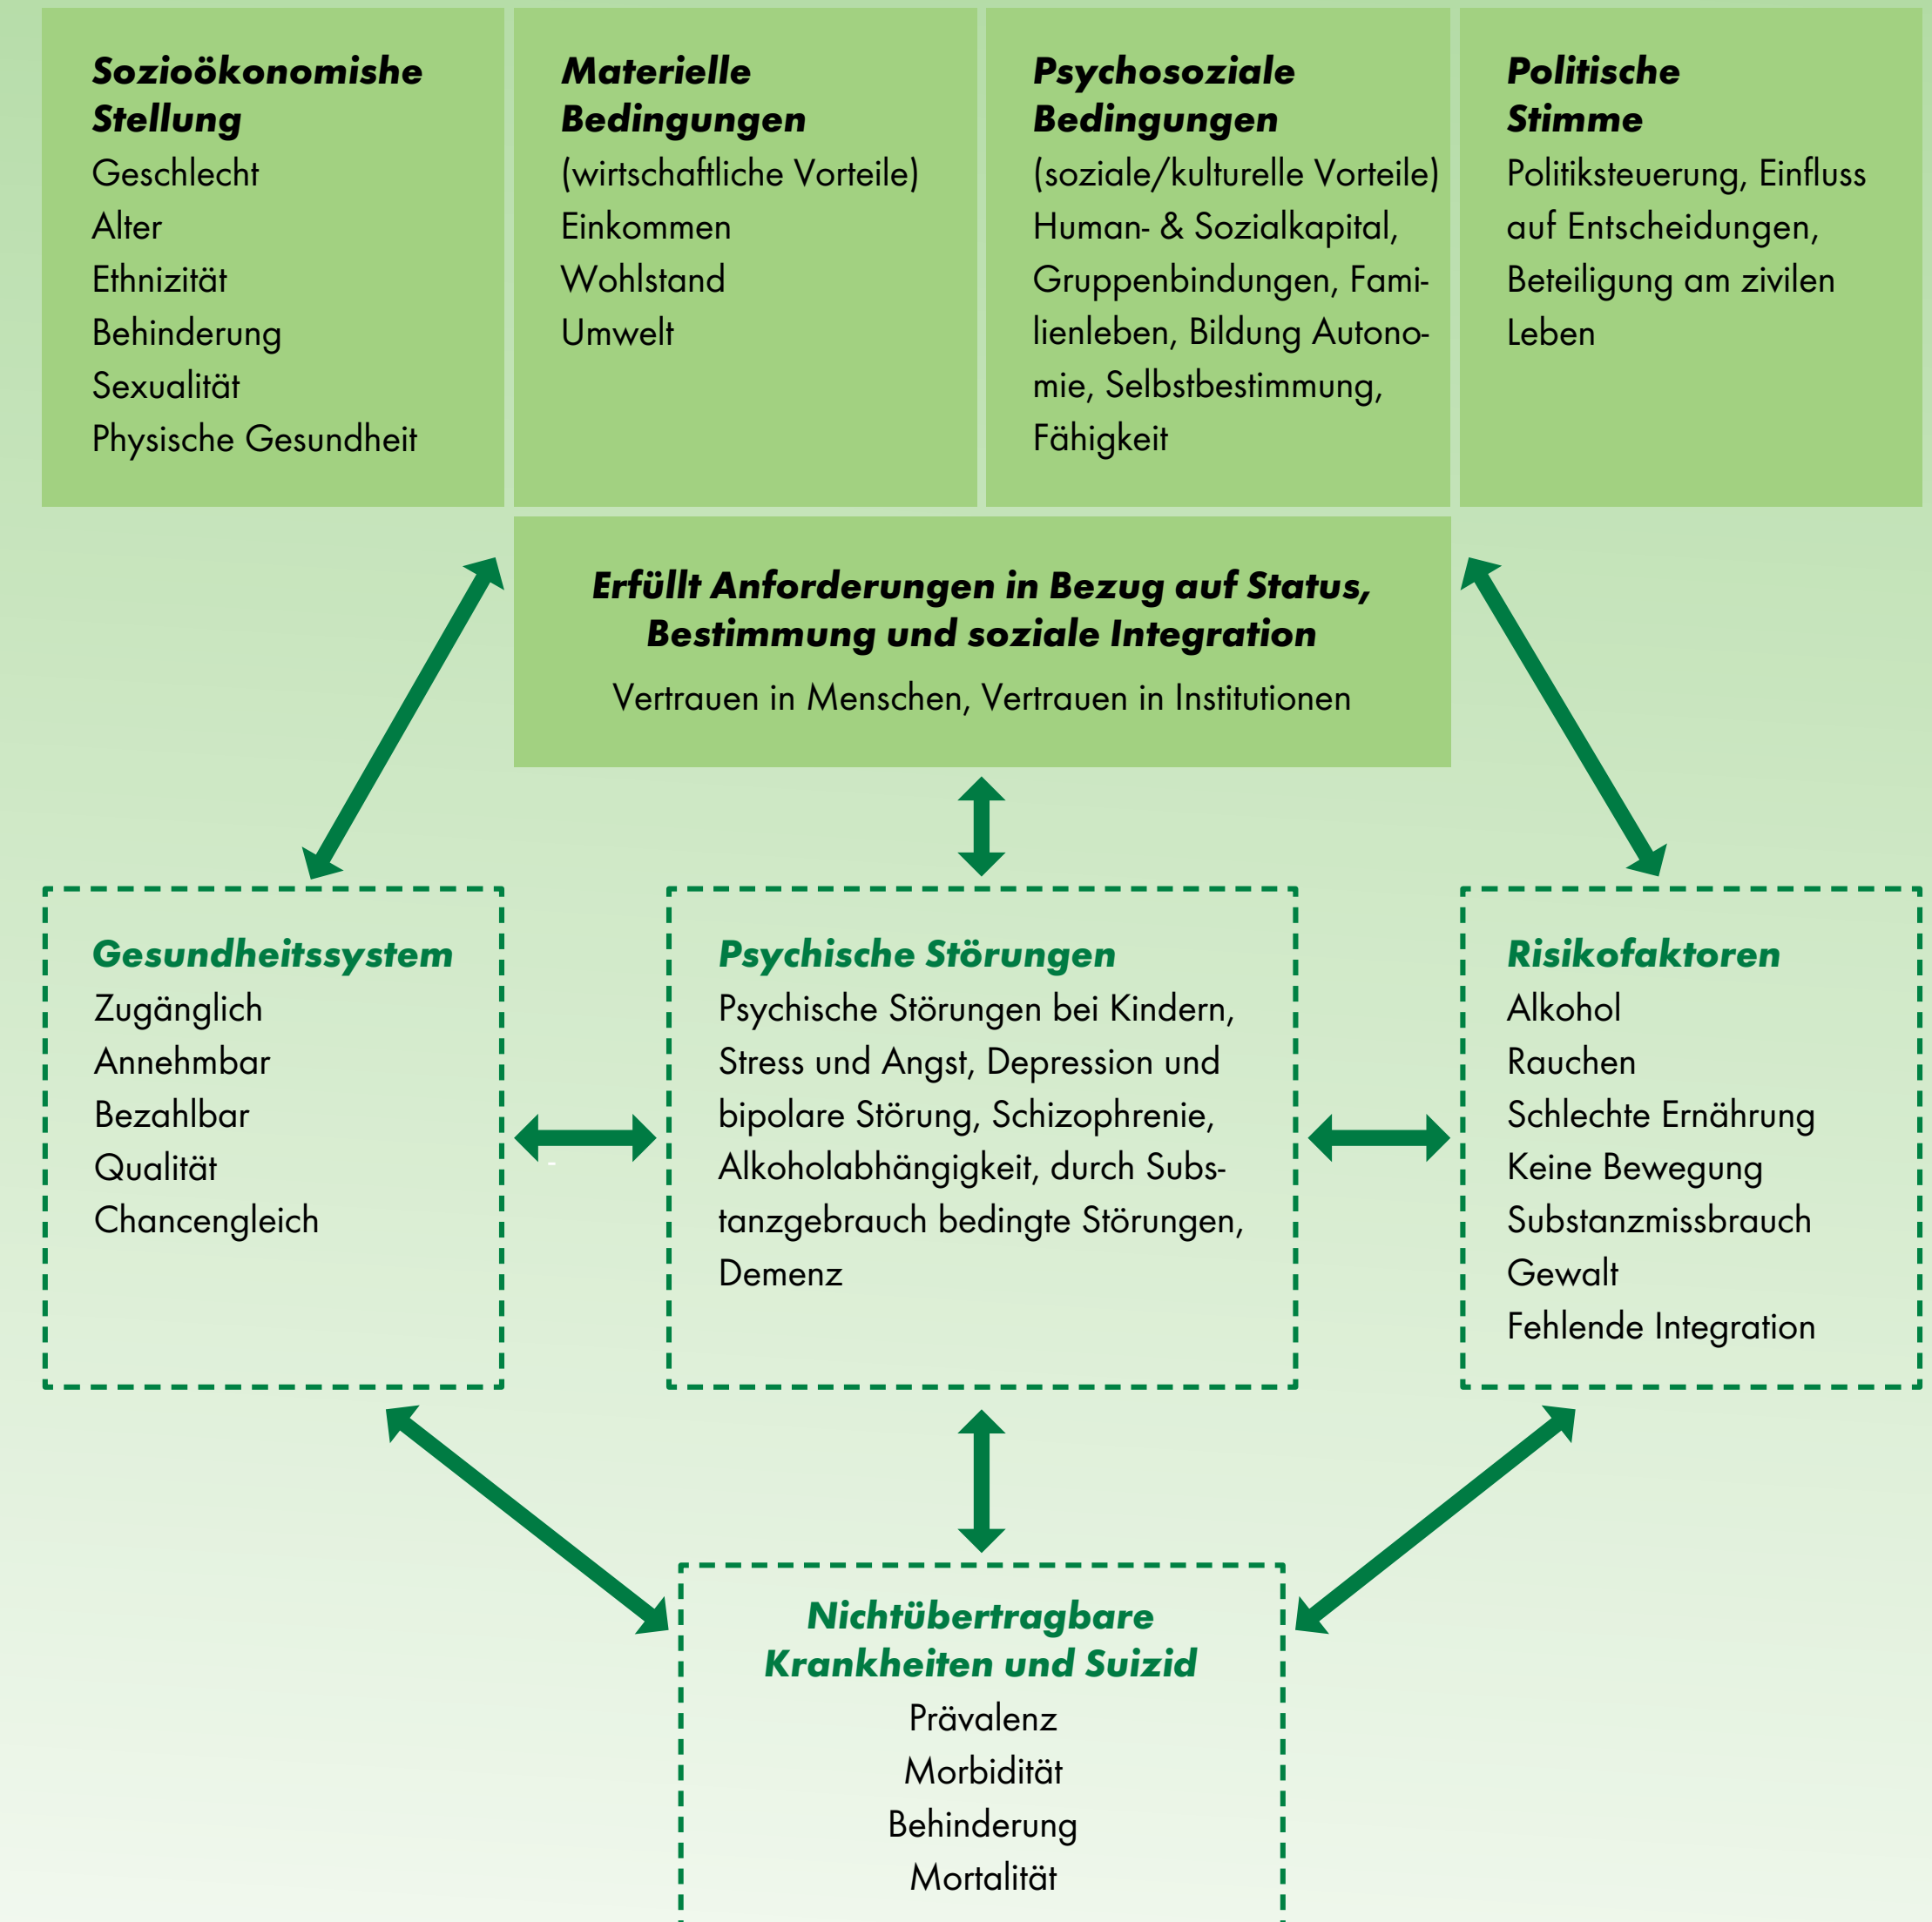 Sozioökonomishe
Stellung
Geschlecht
Alter
Ethnizität
Behinderung
Sexualität
Physische Gesundheit
Materielle
Bedingungen
(wirtschaftliche Vorteile)
Einkommen
Wohlstand
Umwelt
Psychosoziale
Bedingungen
(soziale/kulturelle Vorteile)
Human- & Sozialkapital,
Gruppenbindungen, Fami-
lienleben, Bildung Autono-
mie, Selbstbestimmung,
Fähigkeit
Politische
Stimme
Politiksteuerung, Einfluss
auf Entscheidungen,
Beteiligung am zivilen
Leben
Erfüllt Anforderungen in Bezug auf Status,
Bestimmung und soziale Integration
Vertrauen in Menschen, Vertrauen in Institutionen
Gesundheitssystem
Zugänglich
Annehmbar
Bezahlbar
Qualität
Chancengleich
Psychische Störungen
Psychische Störungen bei Kindern,
Stress und Angst, Depression und
bipolare Störung, Schizophrenie,
Alkoholabhängigkeit, durch Subs-
tanzgebrauch bedingte Störungen,
Demenz
Risikofaktoren
Alkohol
Rauchen
Schlechte Ernährung
Keine Bewegung
Substanzmissbrauch
Gewalt
Fehlende Integration
Nichtübertragbare
Krankheiten und Suizid
Prävalenz
Morbidität
Behinderung
Mortalität